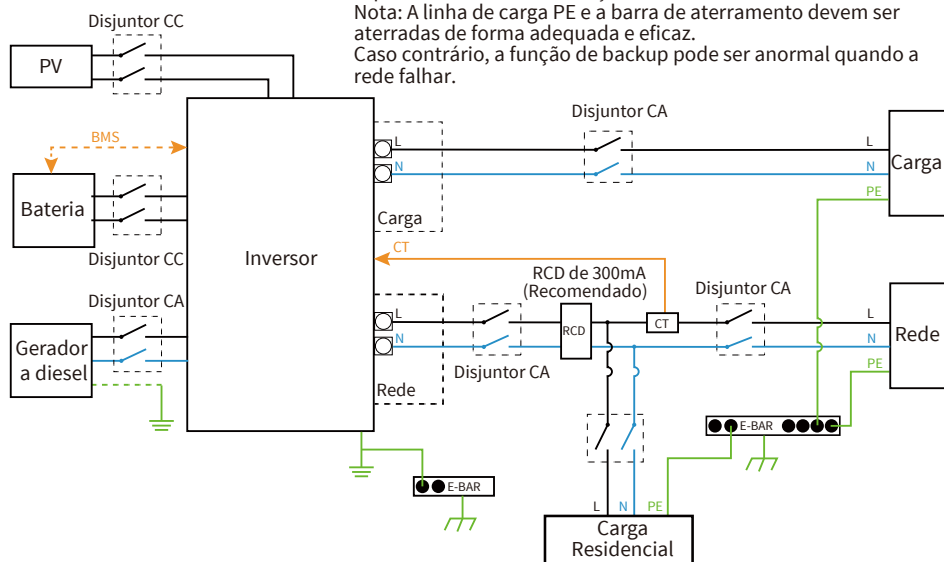 Nota: A linha de carga PE e a barra de aterramento devem ser
aterradas de forma adequada e eficaz.
Caso contrário, a função de backup pode ser anormal quando a
rede falhar.
Disjuntor CC
PV
Disjuntor CA
BMS
L
N
L
N
PE
Carga
Carga
Bateria
Disjuntor CC
Inversor
CT
RCD de 300mA
(Recomendado)
Disjuntor CA
Disjuntor CA
Gerador
a diesel
L
N
RCD
CT
L
N
PE
Rede
Disjuntor CA
Rede
E-BAR
E-BAR
L
N
PE
Carga
Residencial